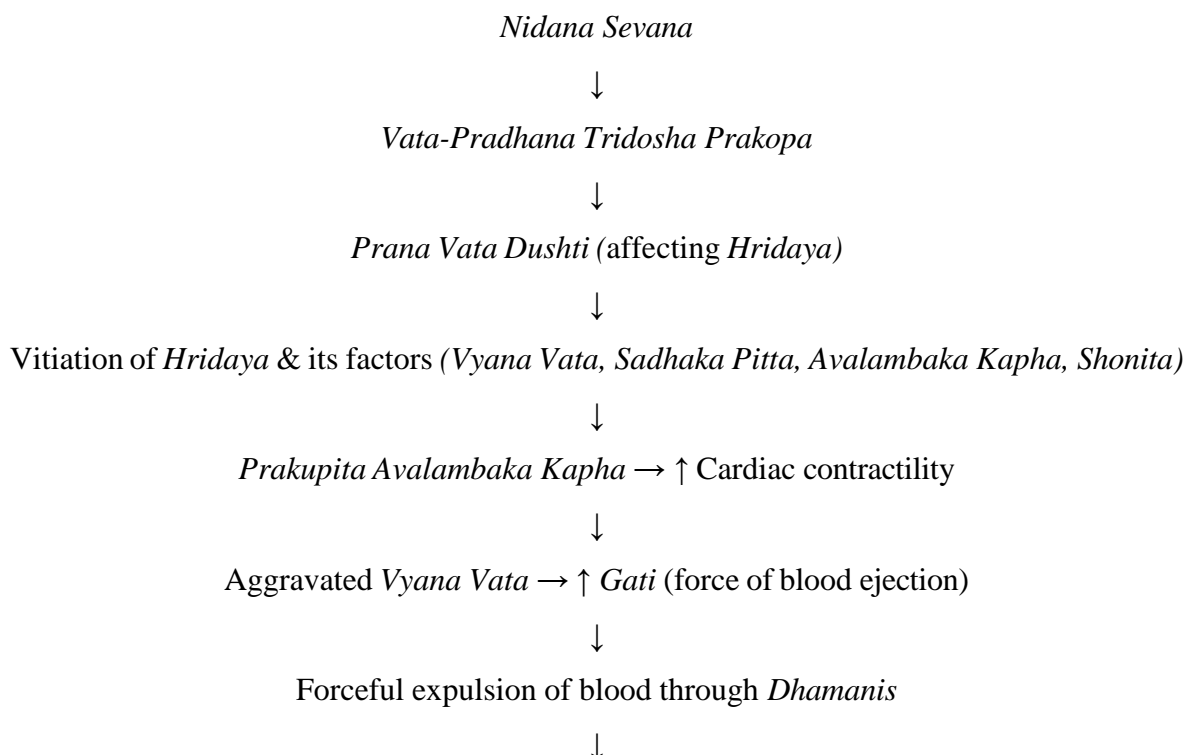 Nidana Sevana
↓
Vata-Pradhana Tridosha Prakopa
↓
Prana Vata Dushti (affecting Hridaya)
↓
Vitiation of Hridaya & its factors (Vyana Vata, Sadhaka Pitta, Avalambaka Kapha, Shonita)
↓
Prakupita Avalambaka Kapha → ↑ Cardiac contractility
↓
Aggravated Vyana Vata → ↑ Gati (force of blood ejection)
↓
Forceful expulsion of blood through Dhamanis
↓